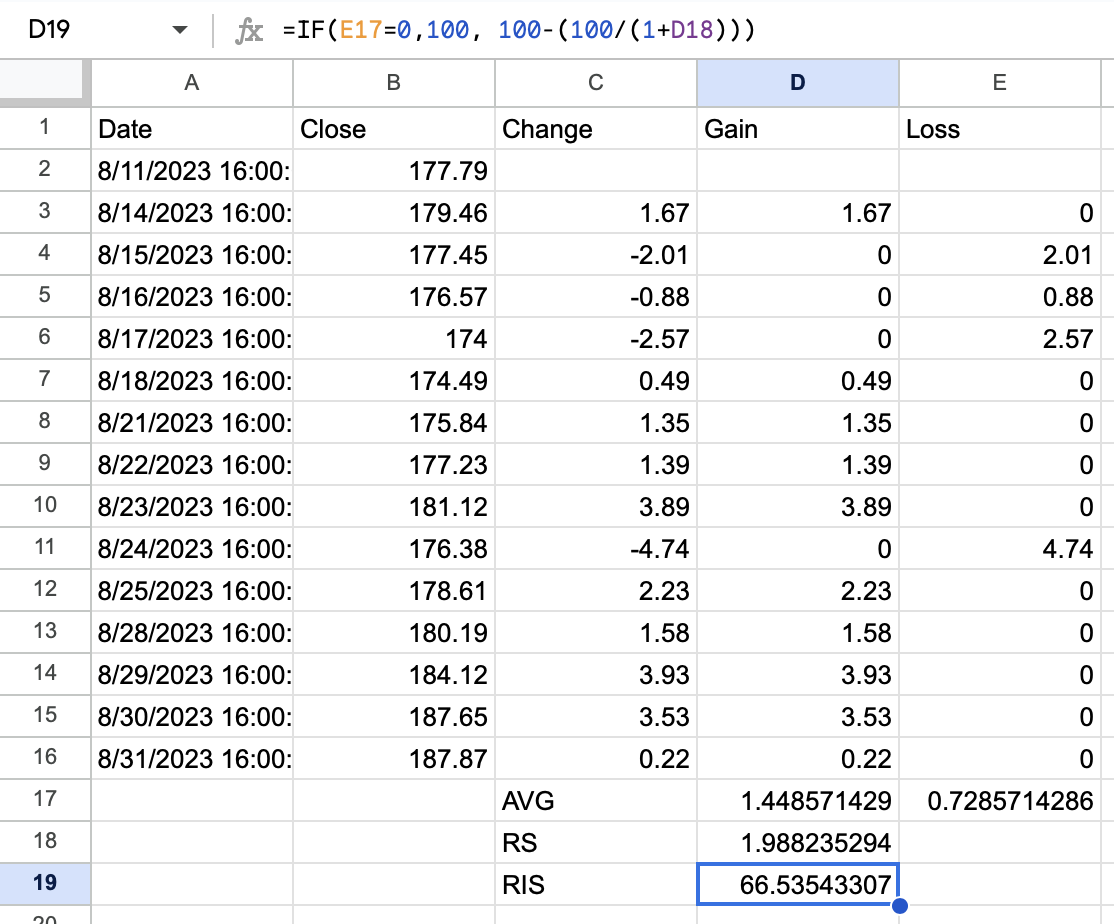 D19 fx =IF(E17=0,100, 100-(100/(1+D18)))
A B C D E
1 Date Close Change Gain Loss
2 8/11/2023 16:00: 177.79
3 8/14/2023 16:00: 179.46 1.67 1.67 0
4 8/15/2023 16:00: 177.45 -2.01 0 2.01
5 8/16/2023 16:00: 176.57 -0.88 0 0.88
6 8/17/2023 16:00: 174 -2.57 0 2.57
7 8/18/2023 16:00: 174.49 0.49 0.49 0
8 8/21/2023 16:00: 175.84 1.35 1.35 0
9 8/22/2023 16:00: 177.23 1.39 1.39 0
10 8/23/2023 16:00: 181.12 3.89 3.89 0
11 8/24/2023 16:00: 176.38 -4.74 0 4.74
12 8/25/2023 16:00: 178.61 2.23 2.23 0
13 8/28/2023 16:00: 180.19 1.58 1.58 0
14 8/29/2023 16:00: 184.12 3.93 3.93 0
15 8/30/2023 16:00: 187.65 3.53 3.53 0
16 8/31/2023 16:00: 187.87 0.22 0.22 0
17 AVG 1.448571429 0.7285714286
18 RS 1.988235294
19 RIS 66.53543307
20